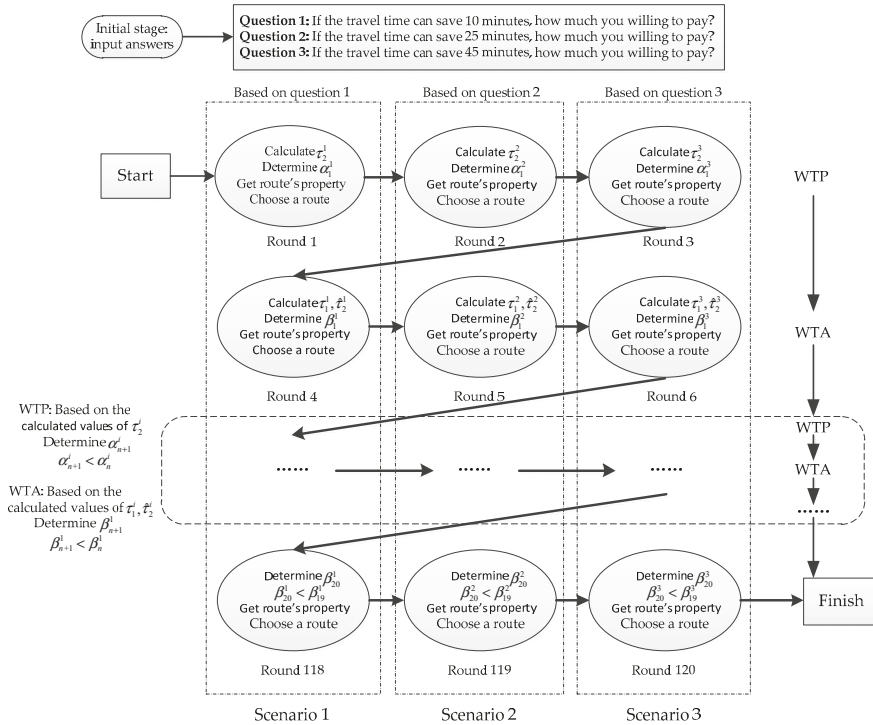 Initial stage:
input answers
Question 1: If the travel time can save 10 minutes, how much you willing to pay?
Question 2: If the travel time can save 25 minutes, how much you willing to pay?
Question 3: If the travel time can save 45 minutes, how much you willing to pay?
Based on question 1
Based on question 2
Based on question 3
Start
Calculate τ₂¹
Determine α₁¹
Get route's property
Choose a route
Round 1
Calculate τ₂²
Determine α₁²
Get route's property
Choose a route
Round 2
Calculate τ₂³
Determine α₁³
Get route's property
Choose a route
Round 3
WTP
Calculate τ₁¹, τ̂₂¹
Determine β₁¹
Get route's property
Choose a route
Round 4
Calculate τ₁², τ̂₂²
Determine β₁²
Get route's property
Choose a route
Round 5
Calculate τ₁³, τ̂₂³
Determine β₁³
Get route's property
Choose a route
Round 6
WTA
WTP: Based on the
calculated values of τ₂ⁱ
Determine αⁱₙ₊₁
αⁱₙ₊₁ < αⁱₙ
WTA: Based on the
calculated values of τ₁ⁱ, τ̂₂ⁱ
Determine β¹ₙ₊₁
β¹ₙ₊₁ < β¹ₙ
......
......
......
WTP
WTA
......
Determine β₂₀¹
β₂₀¹ < β₁₉¹
Get route's property
Choose a route
Round 118
Determine β₂₀²
β₂₀² < β₁₉²
Get route's property
Choose a route
Round 119
Determine β₂₀³
β₂₀³ < β₁₉³
Get route's property
Choose a route
Round 120
Finish
Scenario 1
Scenario 2
Scenario 3